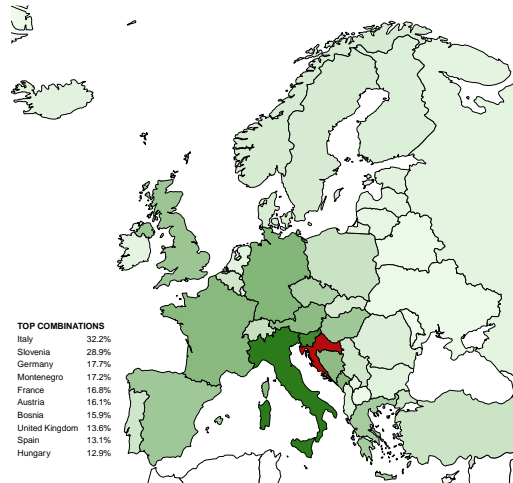 TOP COMBINATIONS
Italy 32.2%
Slovenia 28.9%
Germany 17.7%
Montenegro 17.2%
France 16.8%
Austria 16.1%
Bosnia 15.9%
United Kingdom 13.6%
Spain 13.1%
Hungary 12.9%